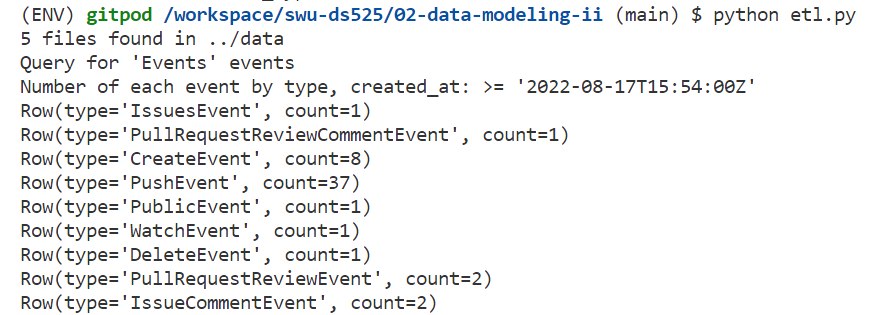 (ENV) gitpod /workspace/swu-ds525/02-data-modeling-ii (main) $ python etl.py
5 files found in ../data
Query for 'Events' events
Number of each event by type, created_at: >= '2022-08-17T15:54:00Z'
Row(type='IssuesEvent', count=1)
Row(type='PullRequestReviewCommentEvent', count=1)
Row(type='CreateEvent', count=8)
Row(type='PushEvent', count=37)
Row(type='PublicEvent', count=1)
Row(type='WatchEvent', count=1)
Row(type='DeleteEvent', count=1)
Row(type='PullRequestReviewEvent', count=2)
Row(type='IssueCommentEvent', count=2)